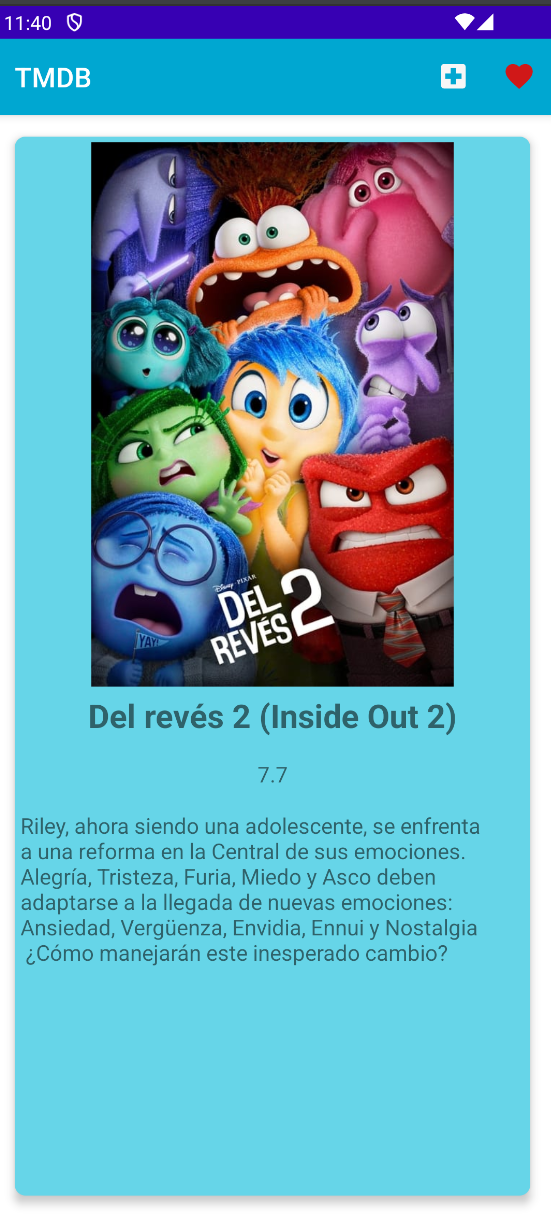 11:40
TMDB
Disney PIXAR
DEL
REVÉS 2
YAY!
Del revés 2 (Inside Out 2)
7.7
Riley, ahora siendo una adolescente, se enfrenta
a una reforma en la Central de sus emociones.
Alegría, Tristeza, Furia, Miedo y Asco deben
adaptarse a la llegada de nuevas emociones:
Ansiedad, Vergüenza, Envidia, Ennui y Nostalgia
¿Cómo manejarán este inesperado cambio?